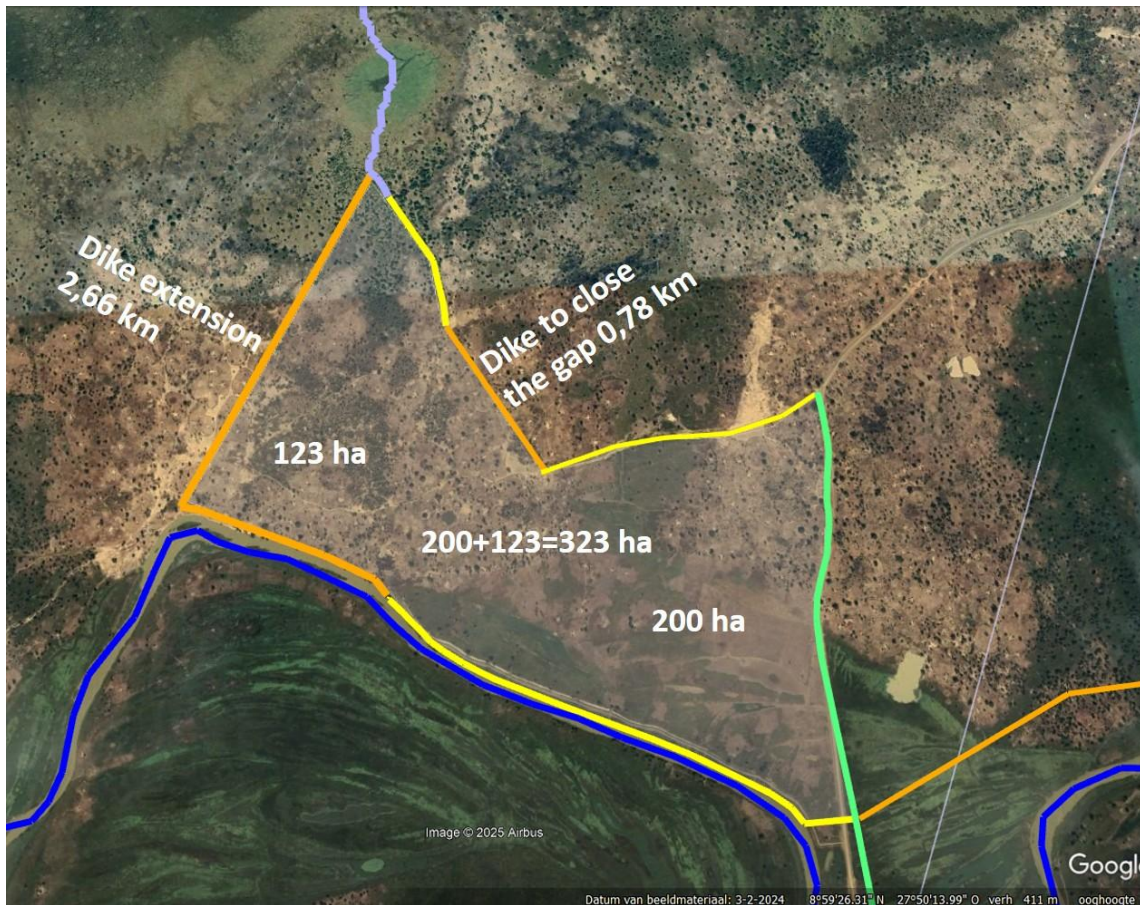 Dike extension
2,66 km
Dike to close
the gap 0,78 km
123 ha
200+123=323 ha
200 ha
Image © 2025 Airbus
Googl
Datum van beeldmateriaal: 3-2-2024 8°59'26.31" N 27°50'13.99" O verh 411 m ooghoogte